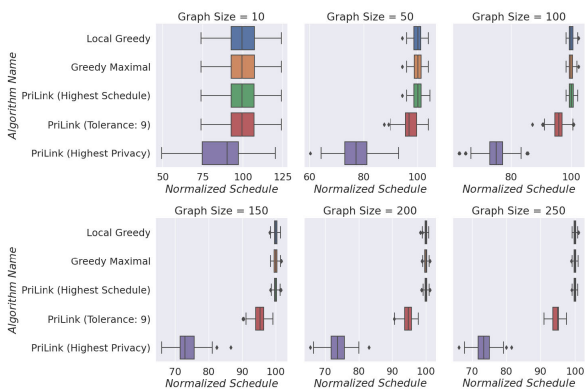 Graph Size = 10
Graph Size = 50
Graph Size = 100
Algorithm Name
Local Greedy
Greedy Maximal
PriLink (Highest Schedule)
PriLink (Tolerance: 9)
PriLink (Highest Privacy)
50 75 100 125
60 80 100
80 100
Normalized Schedule
Normalized Schedule
Normalized Schedule
Graph Size = 150
Graph Size = 200
Graph Size = 250
Algorithm Name
Local Greedy
Greedy Maximal
PriLink (Highest Schedule)
PriLink (Tolerance: 9)
PriLink (Highest Privacy)
70 80 90 100
70 80 90 100
70 80 90 100
Normalized Schedule
Normalized Schedule
Normalized Schedule